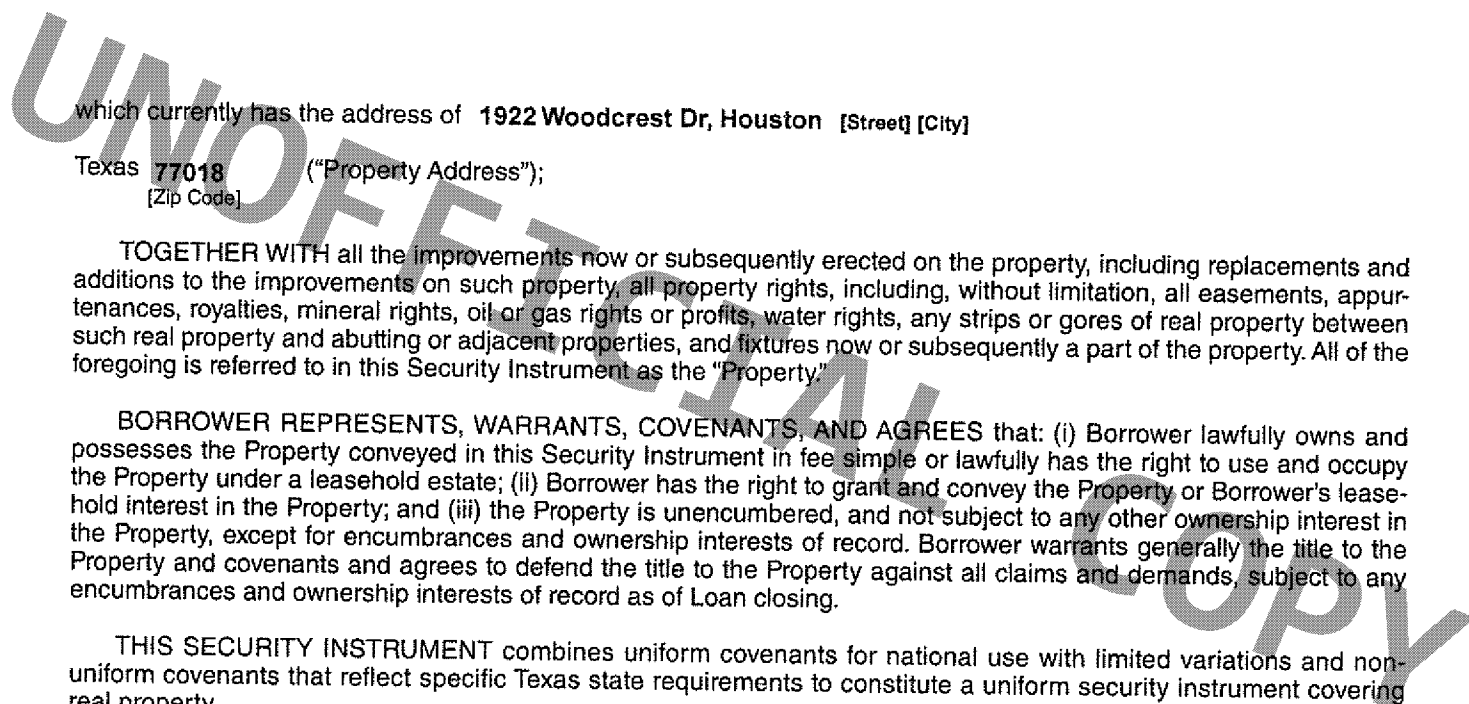 UNOFFICIAL COPY
which currently has the address of 1922 Woodcrest Dr, Houston [Street] [City]
Texas 77018 ("Property Address");
[Zip Code]
TOGETHER WITH all the improvements now or subsequently erected on the property, including replacements and
additions to the improvements on such property, all property rights, including, without limitation, all easements, appur-
tenances, royalties, mineral rights, oil or gas rights or profits, water rights, any strips or gores of real property between
such real property and abutting or adjacent properties, and fixtures now or subsequently a part of the property. All of the
foregoing is referred to in this Security Instrument as the "Property."
BORROWER REPRESENTS, WARRANTS, COVENANTS, AND AGREES that: (i) Borrower lawfully owns and
possesses the Property conveyed in this Security Instrument in fee simple or lawfully has the right to use and occupy
the Property under a leasehold estate; (ii) Borrower has the right to grant and convey the Property or Borrower's lease-
hold interest in the Property; and (iii) the Property is unencumbered, and not subject to any other ownership interest in
the Property, except for encumbrances and ownership interests of record. Borrower warrants generally the title to the
Property and covenants and agrees to defend the title to the Property against all claims and demands, subject to any
encumbrances and ownership interests of record as of Loan closing.
THIS SECURITY INSTRUMENT combines uniform covenants for national use with limited variations and non-
uniform covenants that reflect specific Texas state requirements to constitute a uniform security instrument covering
real property.